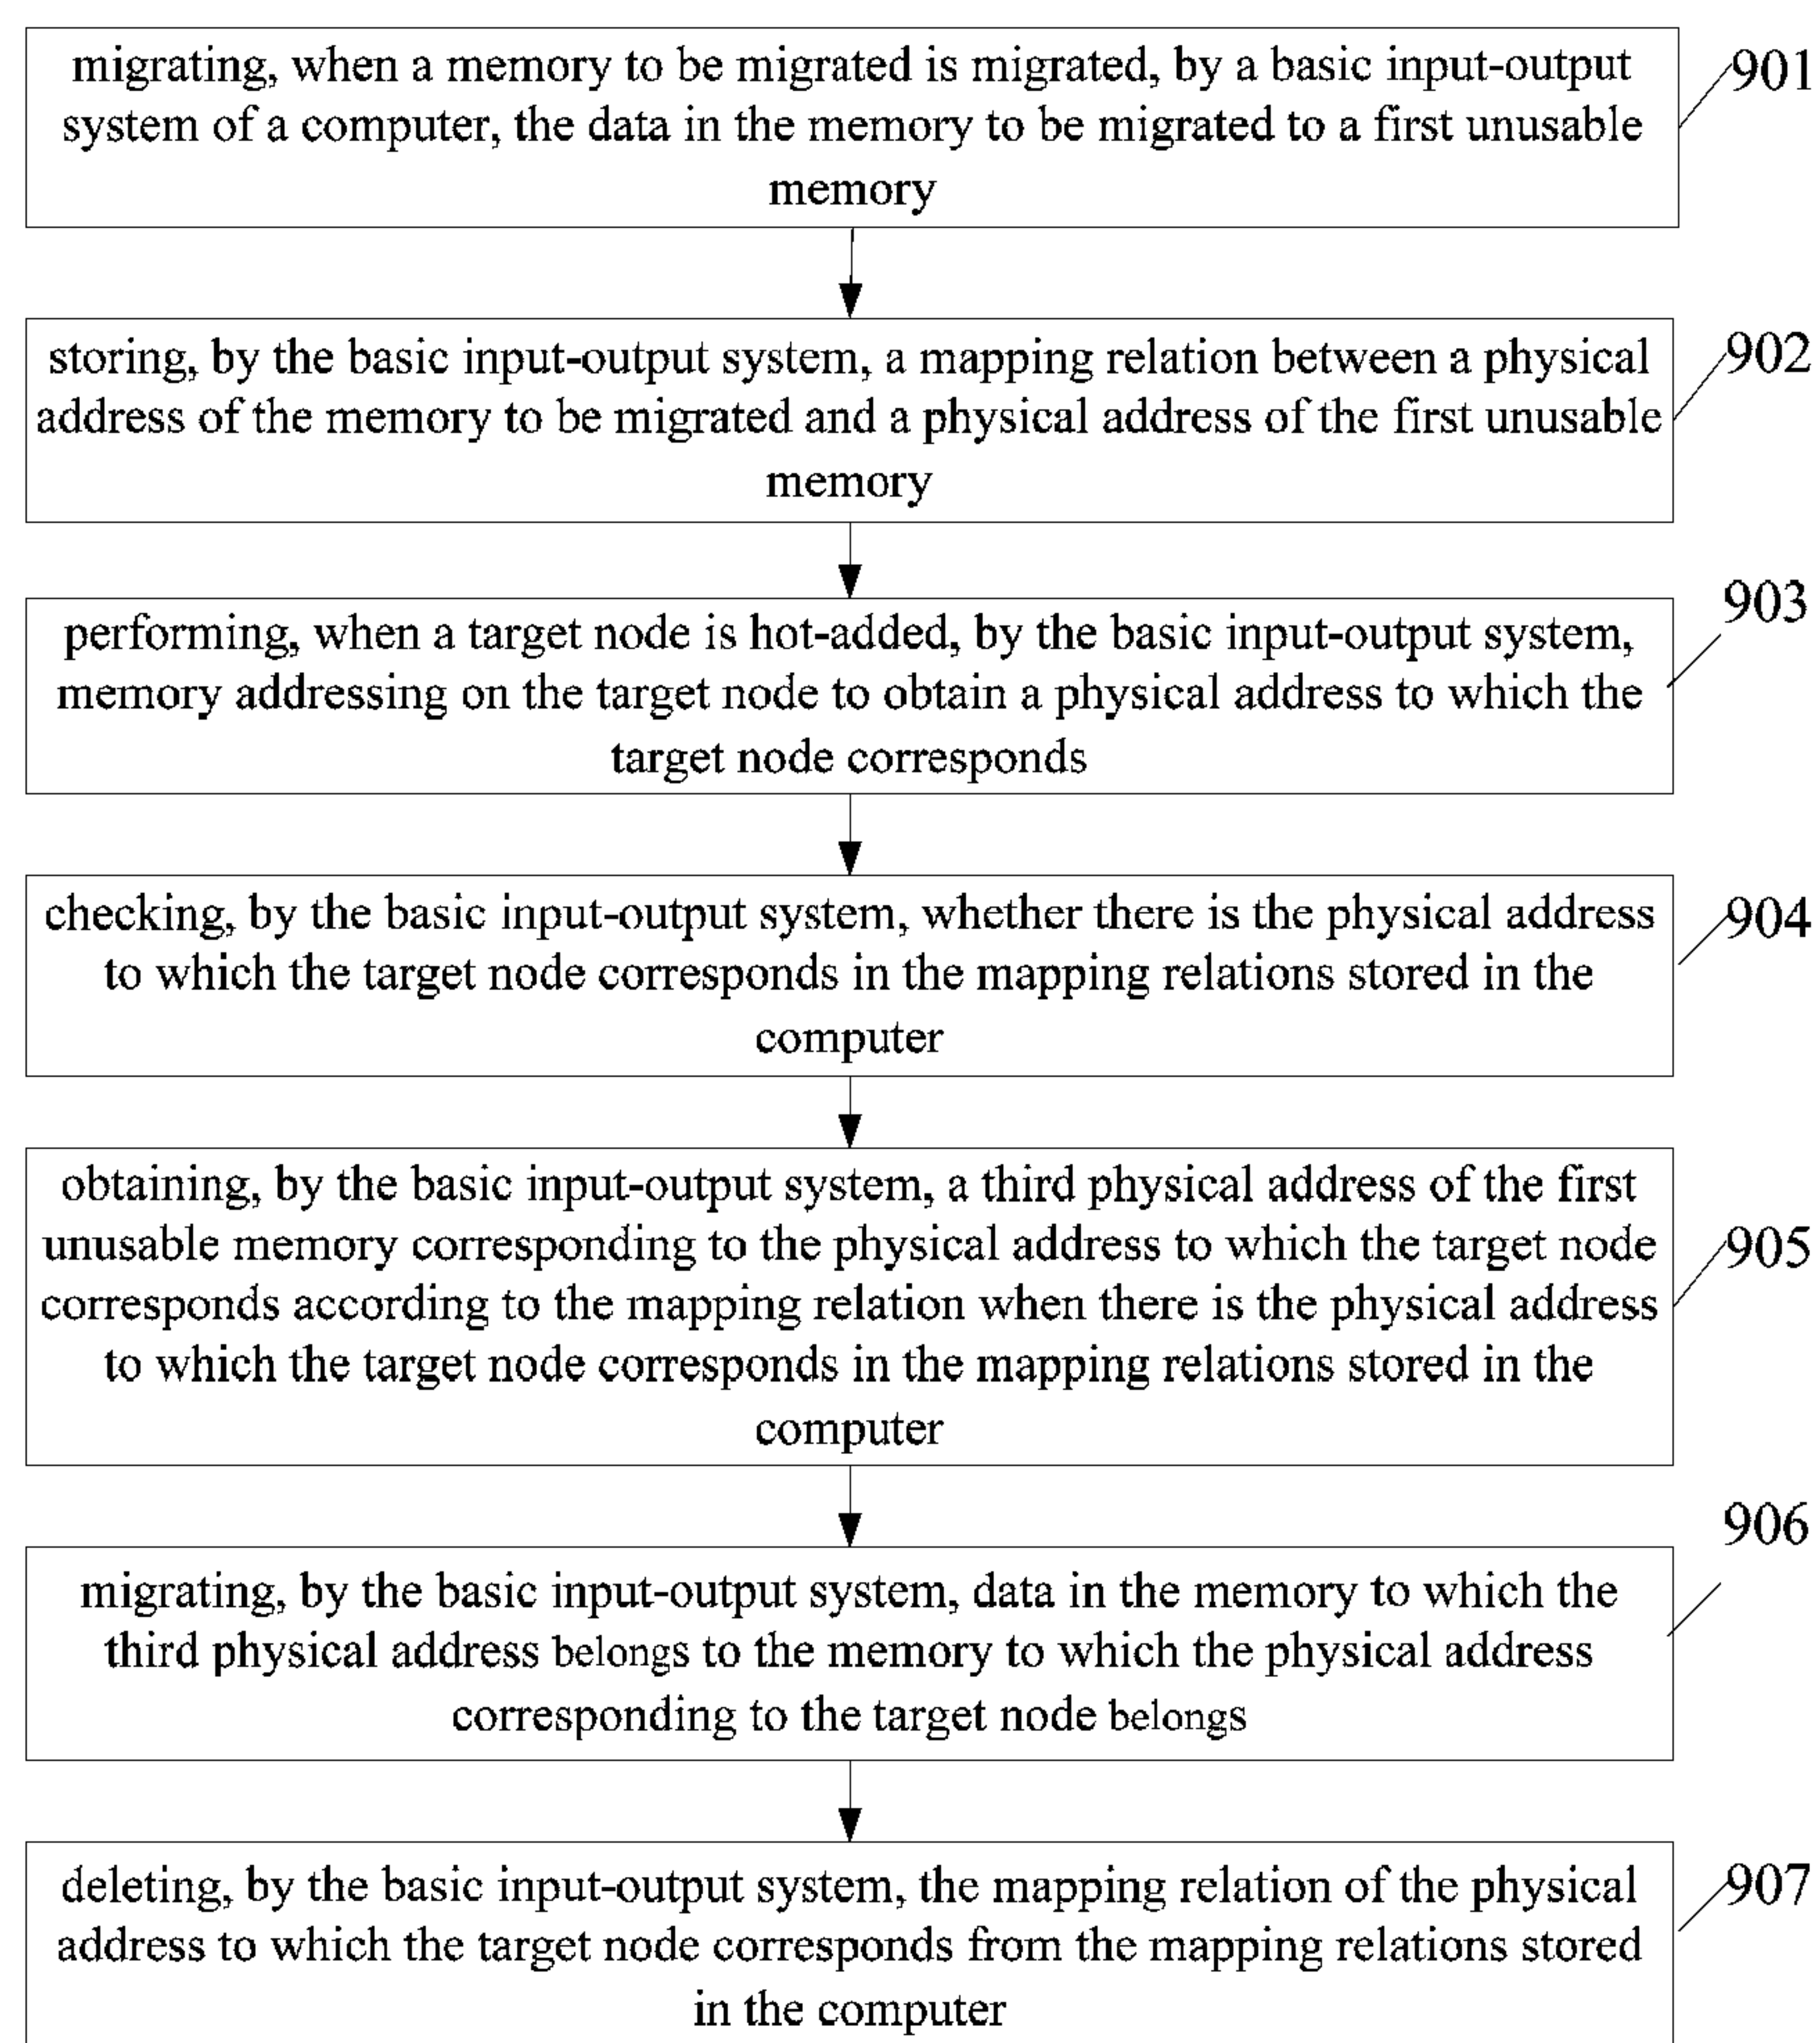 migrating, when a memory to be migrated is migrated, by a basic input-output
system of a computer, the data in the memory to be migrated to a first unusable
memory
901
storing, by the basic input-output system, a mapping relation between a physical
address of the memory to be migrated and a physical address of the first unusable
memory
902
performing, when a target node is hot-added, by the basic input-output system,
memory addressing on the target node to obtain a physical address to which the
target node corresponds
903
checking, by the basic input-output system, whether there is the physical address
to which the target node corresponds in the mapping relations stored in the
computer
904
obtaining, by the basic input-output system, a third physical address of the first
unusable memory corresponding to the physical address to which the target node
corresponds according to the mapping relation when there is the physical address
to which the target node corresponds in the mapping relations stored in the
computer
905
migrating, by the basic input-output system, data in the memory to which the
third physical address belongs to the memory to which the physical address
corresponding to the target node belongs
906
deleting, by the basic input-output system, the mapping relation of the physical
address to which the target node corresponds from the mapping relations stored
in the computer
907